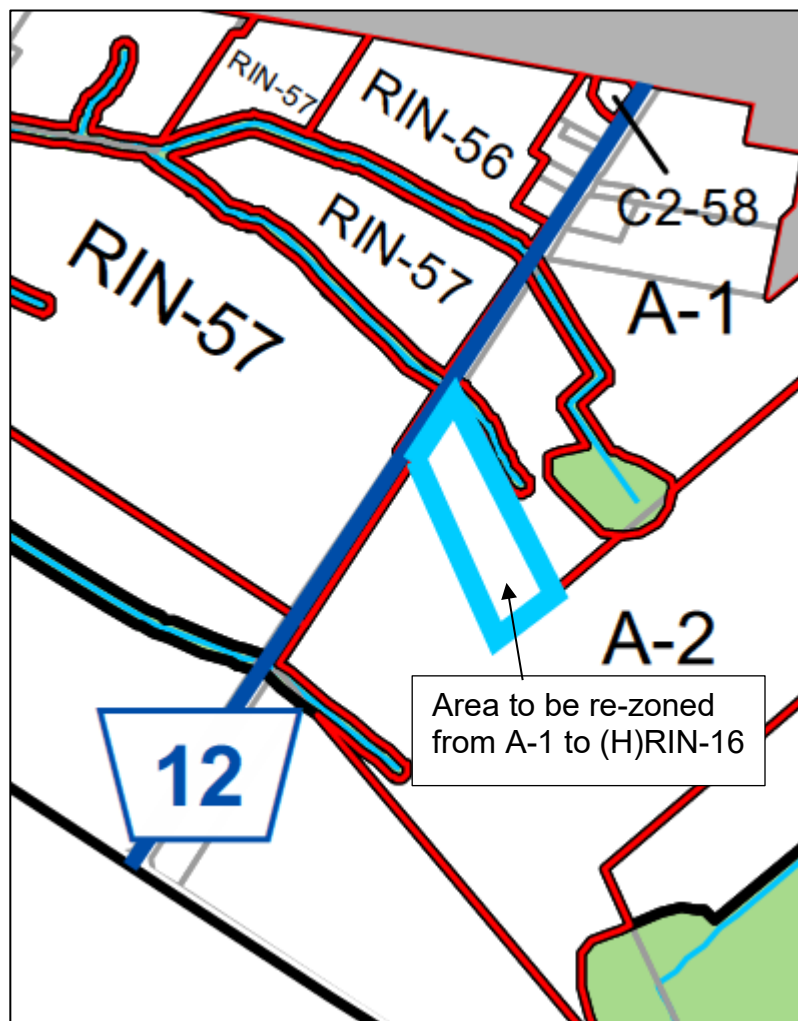 RIN-57
RIN-56
C2-58
RIN-57
RIN-57
A-1
A-2
Area to be re-zoned
from A-1 to (H)RIN-16
12